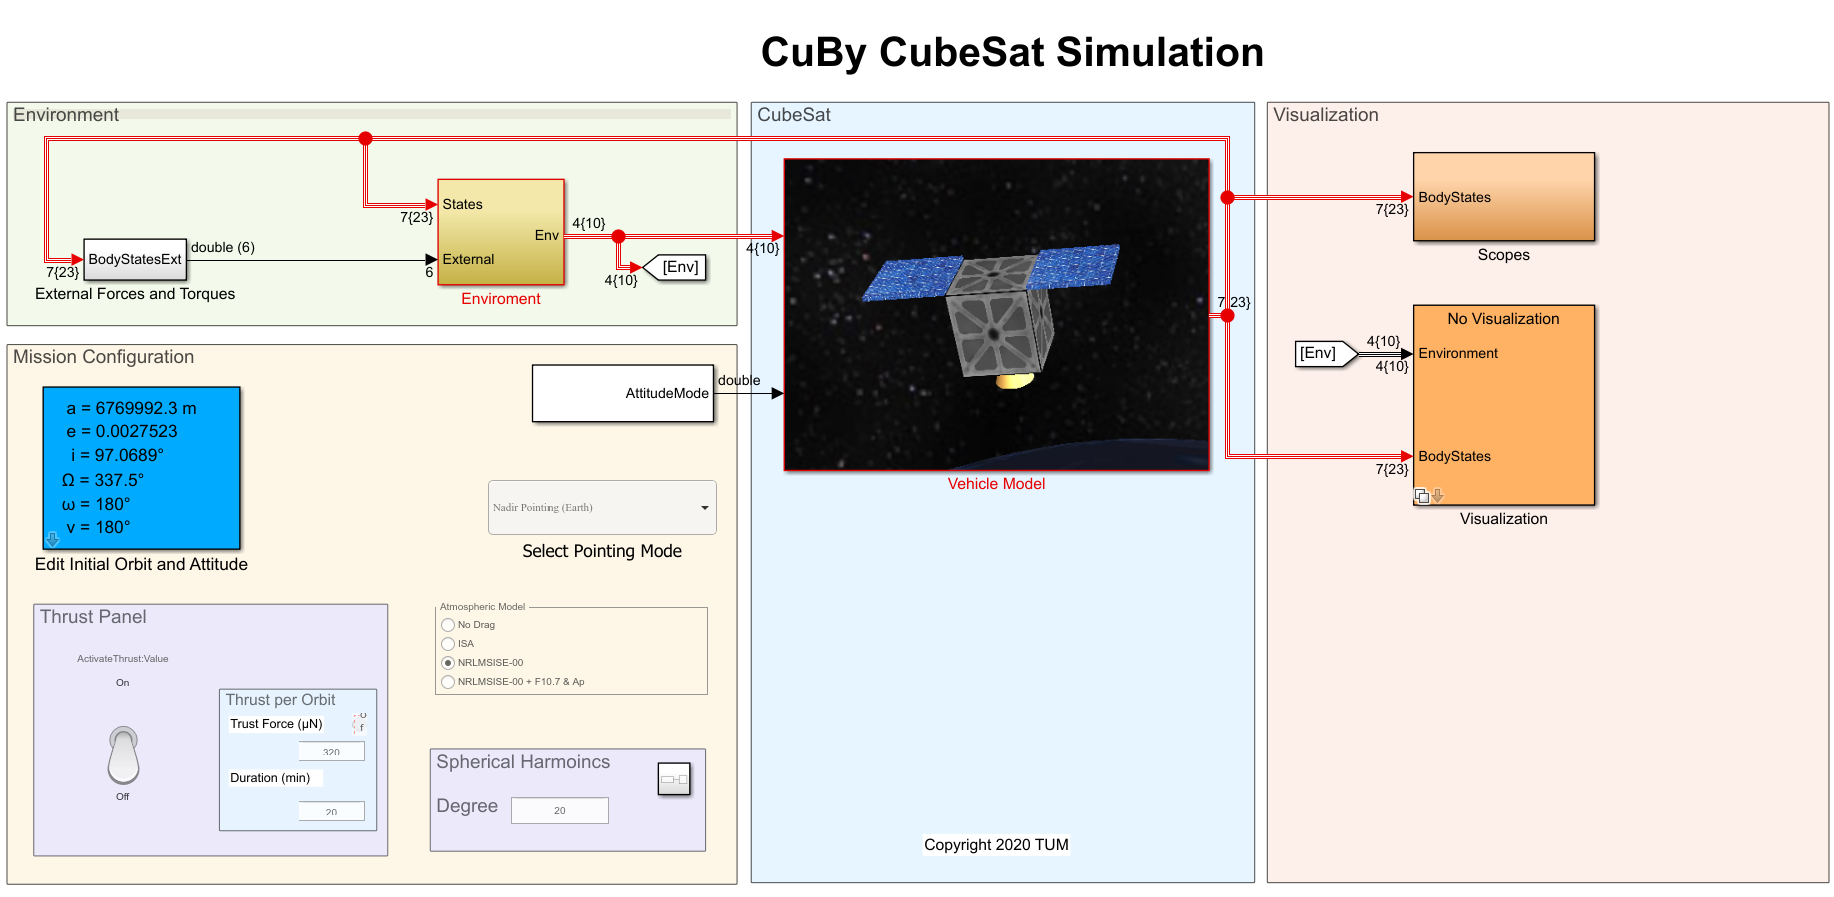 CuBy CubeSat Simulation
Environment
States
7{23}
Env
4{10}
4{10}
[Env]
double (6)
BodyStatesExt
7{23}
External
6
External Forces and Torques
Enviroment
CubeSat
4{10}
7{23}
Vehicle Model
Copyright 2020 TUM
Visualization
BodyStates
7{23}
Scopes
No Visualization
[Env]
4{10}
4{10}
Environment
BodyStates
7{23}
Visualization
Mission Configuration
a = 6769992.3 m
e = 0.0027523
i = 97.0689°
Ω = 337.5°
ω = 180°
v = 180°
Edit Initial Orbit and Attitude
AttitudeMode
double
Nadir Pointing (Earth)
Select Pointing Mode
Thrust Panel
ActivateThrust:Value
On
Off
Thrust per Orbit
Trust Force (µN)
320
Duration (min)
20
Atmospheric Model
No Drag
ISA
NRLMSISE-00
NRLMSISE-00 + F10.7 & Ap
Spherical Harmoincs
Degree
20